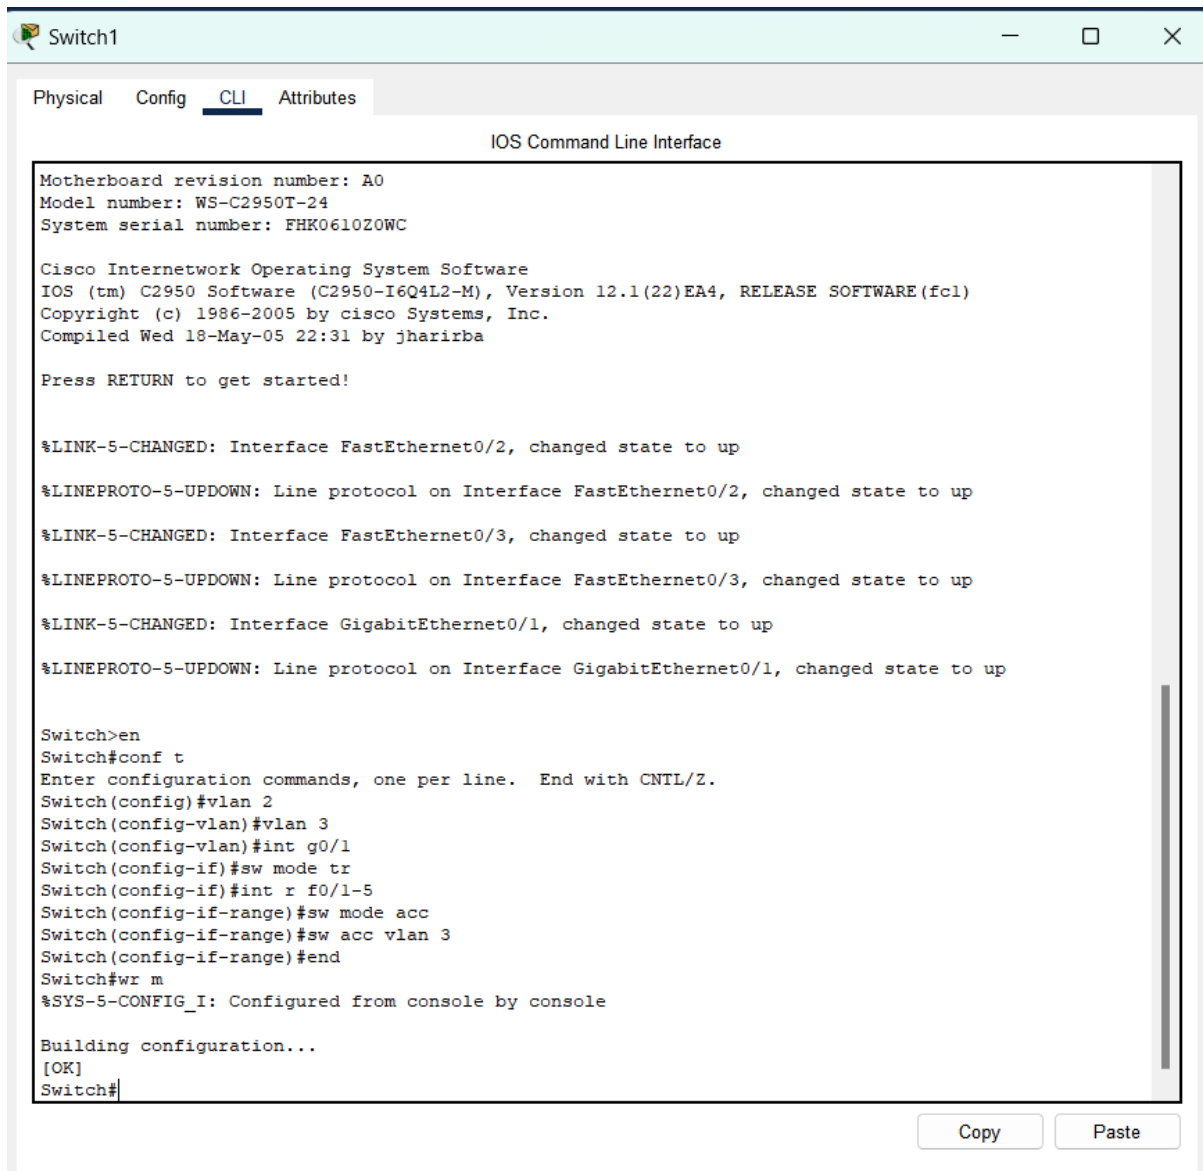 Switch1
Physical Config CLI Attributes
IOS Command Line Interface
Motherboard revision number: A0
Model number: WS-C2950T-24
System serial number: FHK0610Z0WC
Cisco Internetwork Operating System Software
IOS (tm) C2950 Software (C2950-I6Q4L2-M), Version 12.1(22)EA4, RELEASE SOFTWARE(fc1)
Copyright (c) 1986-2005 by cisco Systems, Inc.
Compiled Wed 18-May-05 22:31 by jharirba
Press RETURN to get started!
%LINK-5-CHANGED: Interface FastEthernet0/2, changed state to up
%LINEPROTO-5-UPDOWN: Line protocol on Interface FastEthernet0/2, changed state to up
%LINK-5-CHANGED: Interface FastEthernet0/3, changed state to up
%LINEPROTO-5-UPDOWN: Line protocol on Interface FastEthernet0/3, changed state to up
%LINK-5-CHANGED: Interface GigabitEthernet0/1, changed state to up
%LINEPROTO-5-UPDOWN: Line protocol on Interface GigabitEthernet0/1, changed state to up
Switch>en
Switch#conf t
Enter configuration commands, one per line.  End with CNTL/Z.
Switch(config)#vlan 2
Switch(config-vlan)#vlan 3
Switch(config-vlan)#int g0/1
Switch(config-if)#sw mode tr
Switch(config-if)#int r f0/1-5
Switch(config-if-range)#sw mode acc
Switch(config-if-range)#sw acc vlan 3
Switch(config-if-range)#end
Switch#wr m
%SYS-5-CONFIG_I: Configured from console by console
Building configuration...
[OK]
Switch#
Copy Paste